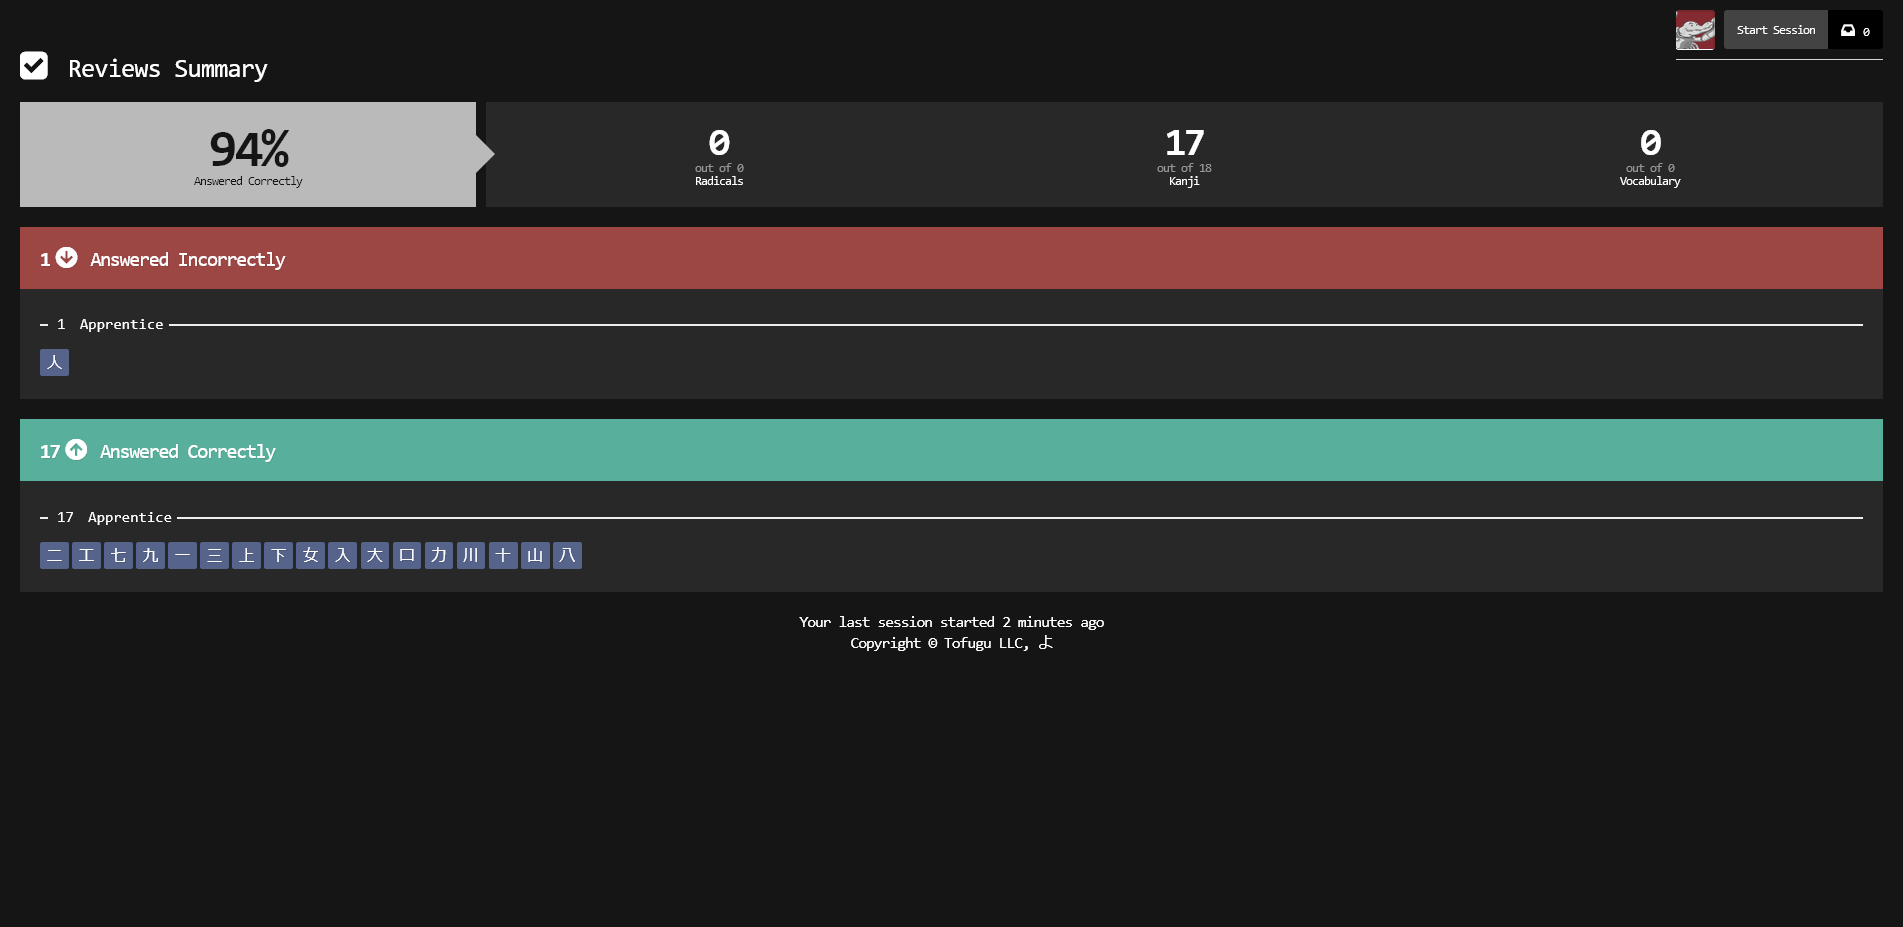 Start Session 0
Reviews Summary
94%
Answered Correctly
0
out of 0
Radicals
17
out of 18
Kanji
0
out of 0
Vocabulary
1 Answered Incorrectly
1 Apprentice
人
17 Answered Correctly
17 Apprentice
二 工 七 九 一 三 上 下 女 入 大 口 力 川 十 山 八
Your last session started 2 minutes ago
Copyright © Tofugu LLC, よ